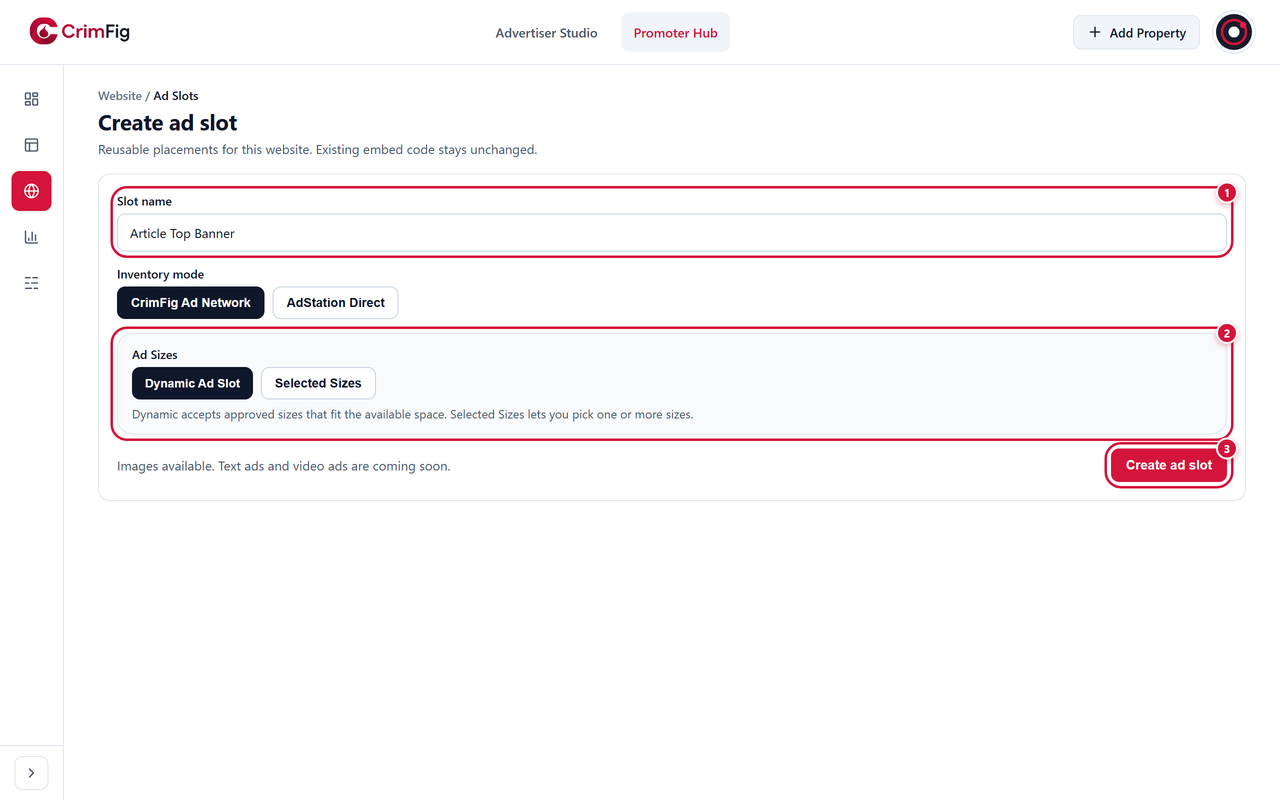 CrimFig
Advertiser Studio
Promoter Hub
+ Add Property
Website / Ad Slots
Create ad slot
Reusable placements for this website. Existing embed code stays unchanged.
1
Slot name
Article Top Banner
Inventory mode
CrimFig Ad Network
AdStation Direct
2
Ad Sizes
Dynamic Ad Slot
Selected Sizes
Dynamic accepts approved sizes that fit the available space. Selected Sizes lets you pick one or more sizes.
3
Images available. Text ads and video ads are coming soon.
Create ad slot